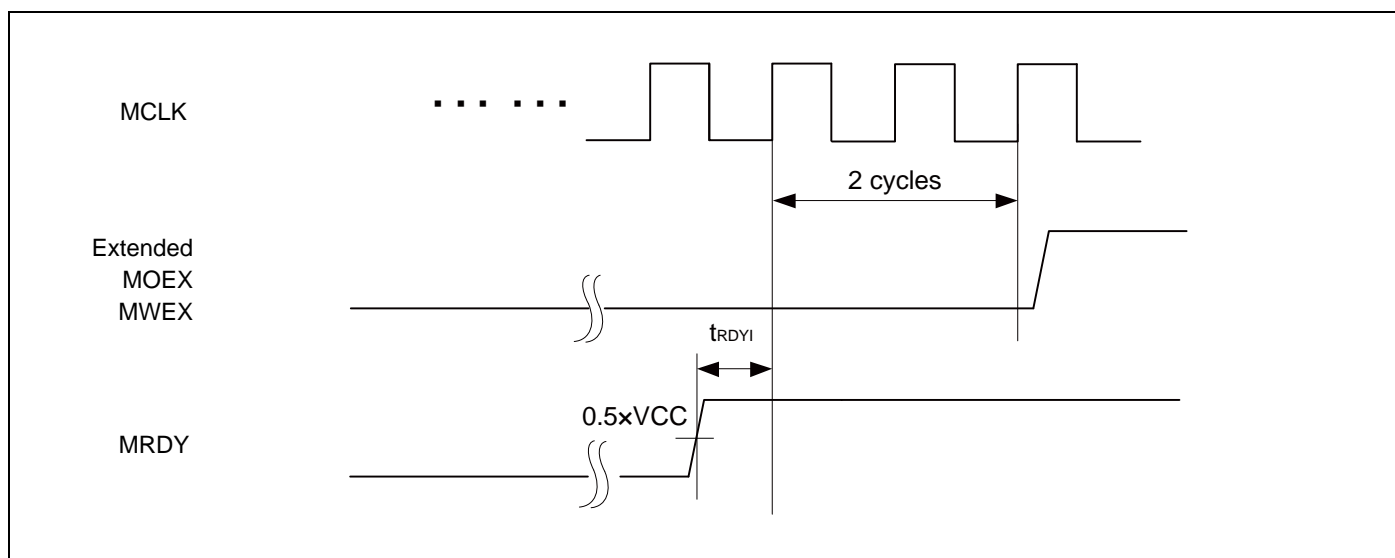 MCLK
2 cycles
Extended
MOEX
MWEX
tRDYI
0.5×VCC
MRDY